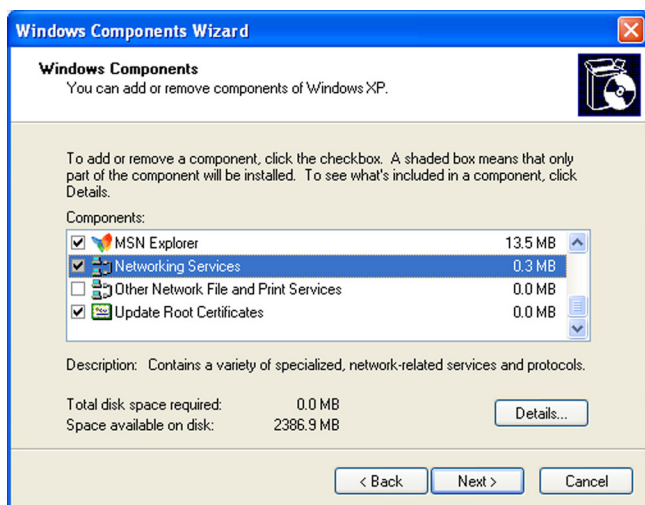 Windows Components Wizard
Windows Components
You can add or remove components of Windows XP.
To add or remove a component, click the checkbox. A shaded box means that only
part of the component will be installed. To see what's included in a component, click
Details.
Components:
MSN Explorer 13.5 MB
Networking Services 0.3 MB
Other Network File and Print Services 0.0 MB
Update Root Certificates 0.0 MB
Description: Contains a variety of specialized, network-related services and protocols.
Total disk space required: 0.0 MB
Space available on disk: 2386.9 MB
Details...
< Back Next > Cancel